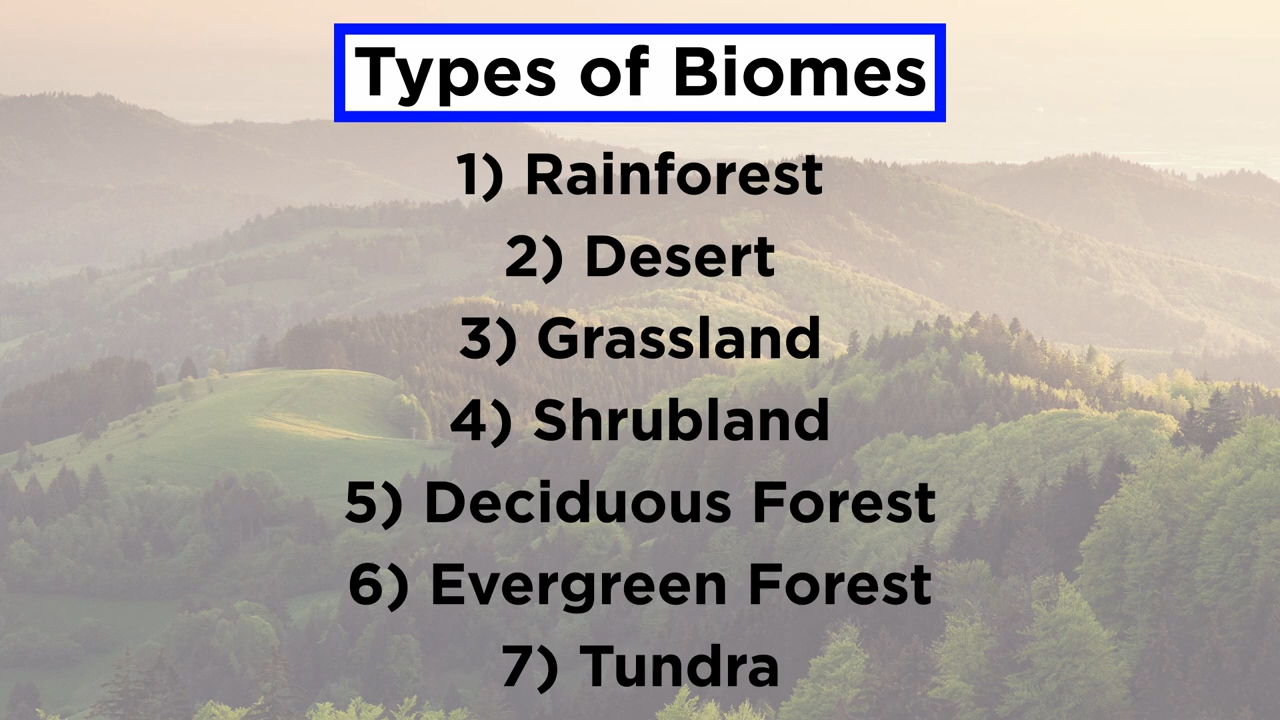 Types of Biomes
1) Rainforest
2) Desert
3) Grassland
4) Shrubland
5) Deciduous Forest
6) Evergreen Forest
7) Tundra